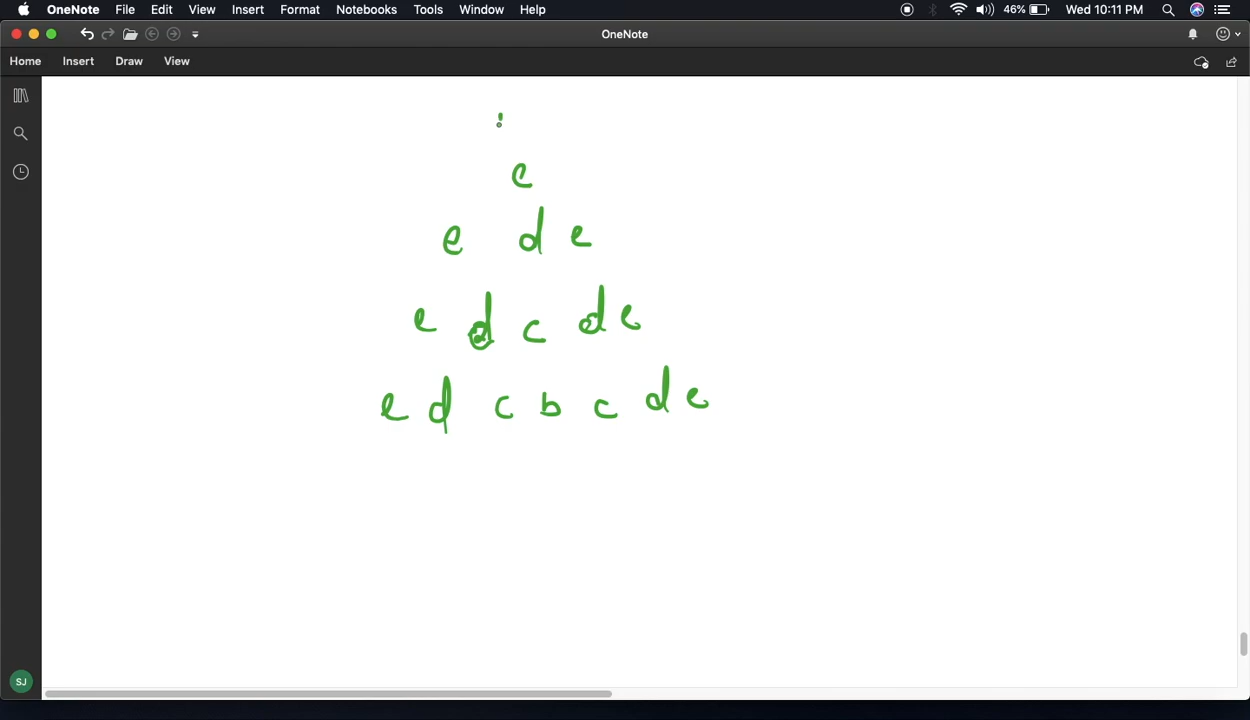 OneNote File Edit View Insert Format Notebooks Tools Window Help 46% Wed 10:11 PM
OneNote
Home Insert Draw View
e
e d e
e d c d e
e d c b c d e
SJ